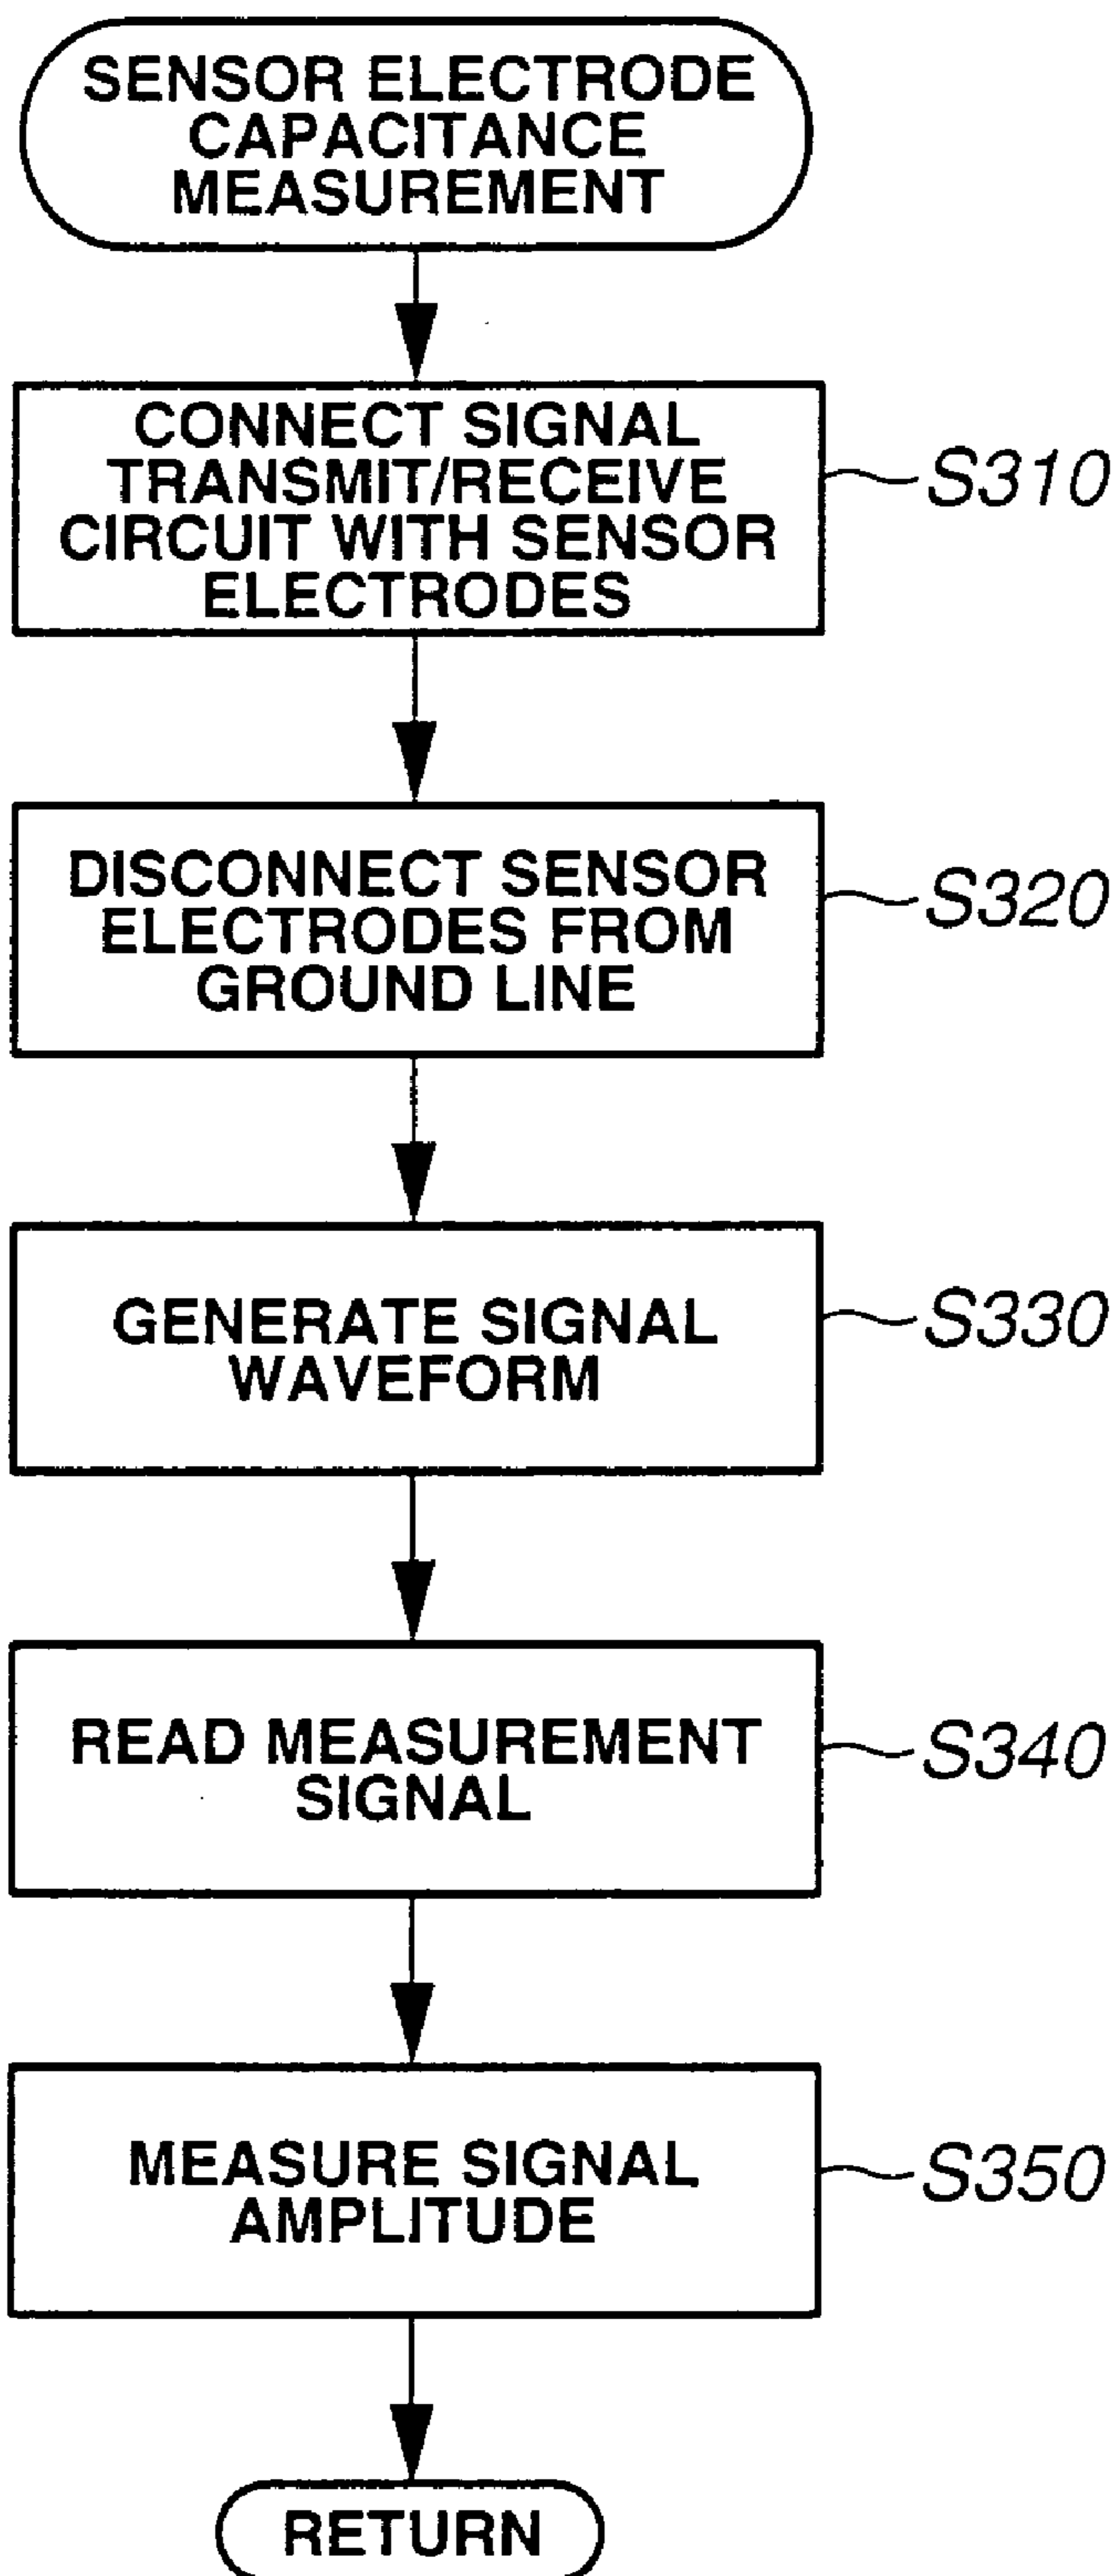 SENSOR ELECTRODE
CAPACITANCE
MEASUREMENT
CONNECT SIGNAL
TRANSMIT/RECEIVE
CIRCUIT WITH SENSOR
ELECTRODES
S310
DISCONNECT SENSOR
ELECTRODES FROM
GROUND LINE
S320
GENERATE SIGNAL
WAVEFORM
S330
READ MEASUREMENT
SIGNAL
S340
MEASURE SIGNAL
AMPLITUDE
S350
RETURN